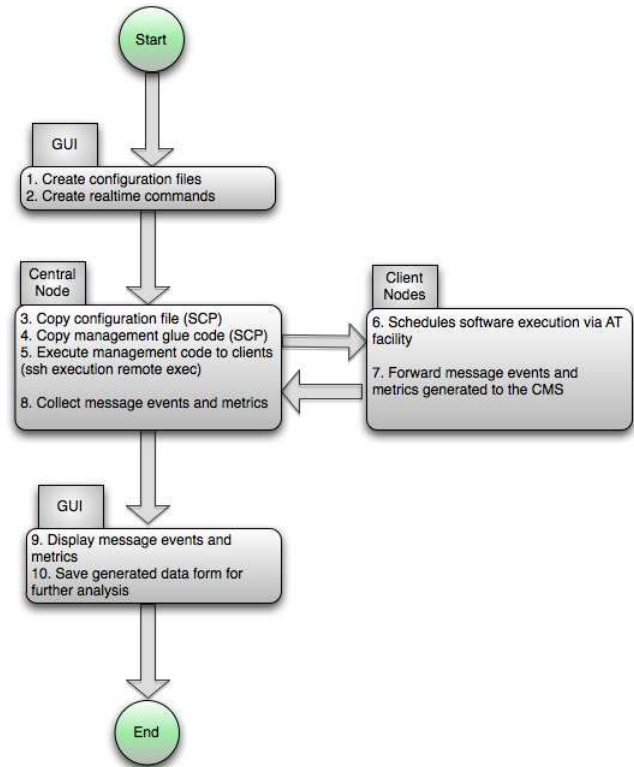 Start
GUI
1. Create configuration files
2. Create realtime commands
Central
Node
3. Copy configuration file (SCP)
4. Copy management glue code (SCP)
5. Execute management code to clients
(ssh execution remote exec)
8. Collect message events and metrics
Client
Nodes
6. Schedules software execution via AT
facility
7. Forward message events and
metrics generated to the CMS
GUI
9. Display message events and
metrics
10. Save generated data form for
further analysis
End